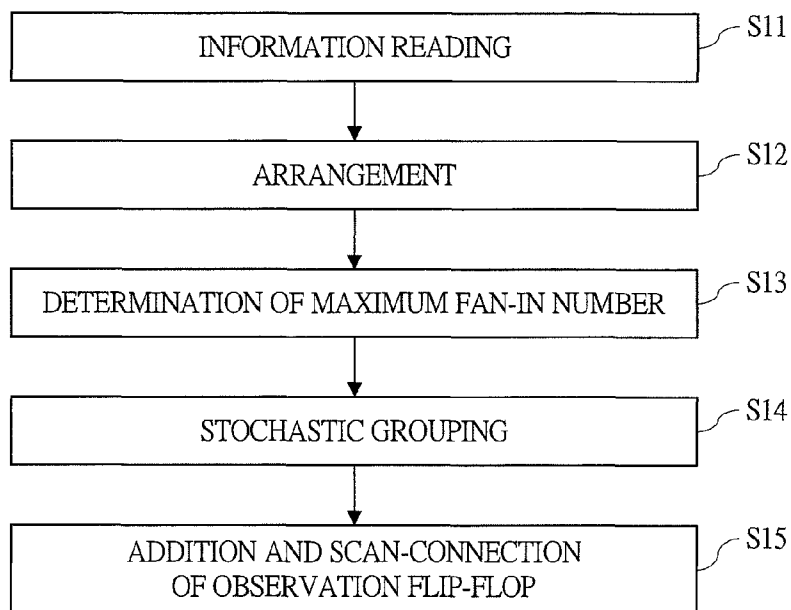 INFORMATION READING
S11
ARRANGEMENT
S12
DETERMINATION OF MAXIMUM FAN-IN NUMBER
S13
STOCHASTIC GROUPING
S14
ADDITION AND SCAN-CONNECTION
OF OBSERVATION FLIP-FLOP
S15